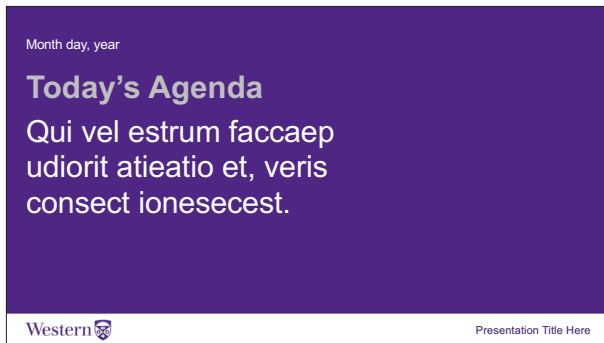 Month day, year
Today’s Agenda
Qui vel estrum faccaep
udiorit atieatio et, veris
consect ionesecest.
Western
Presentation Title Here